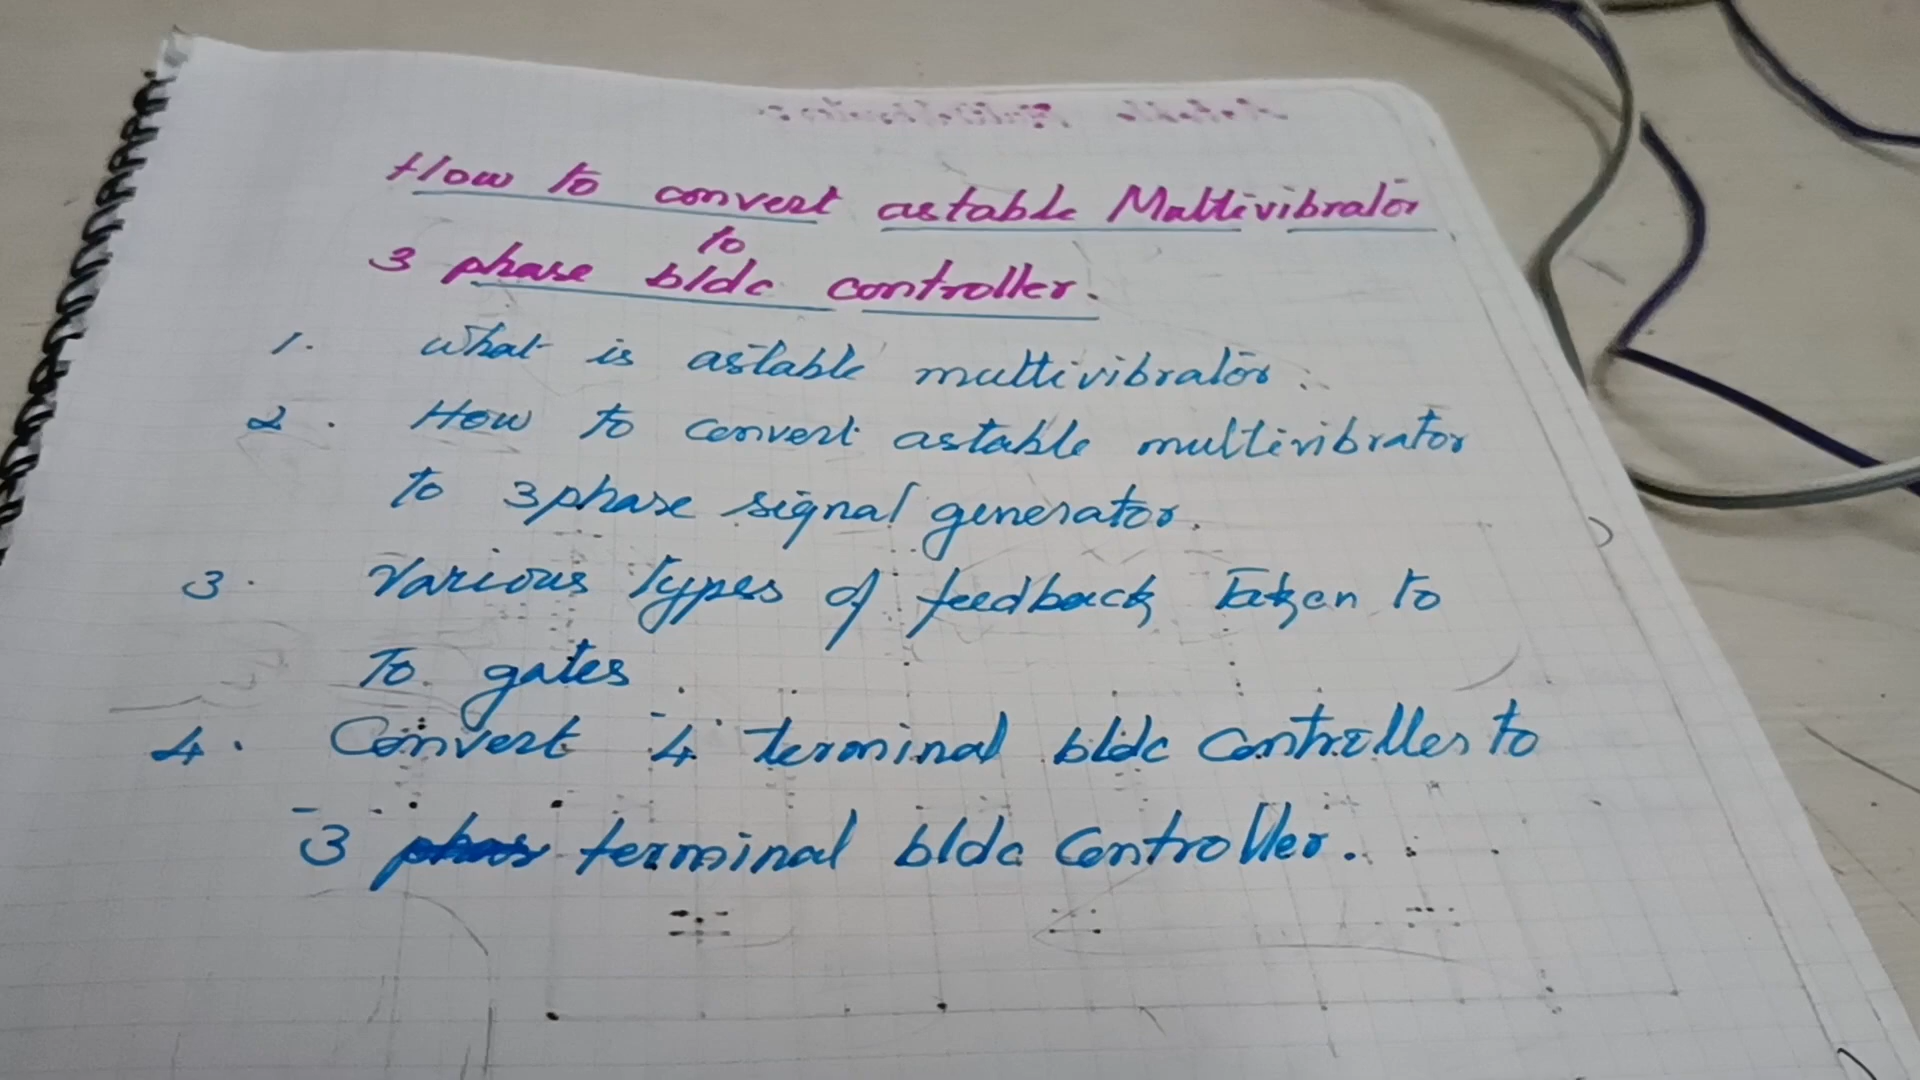 How to convert astable Multivibrator
to
3 phase bldc controller.
1. What is astable multivibrator.
2. How to convert astable multivibrator
to 3 phase signal generator.
3. Various types of feedback Taken to
To gates.
4. Convert 4 terminal bldc Controller to
3 terminal bldc Controller.